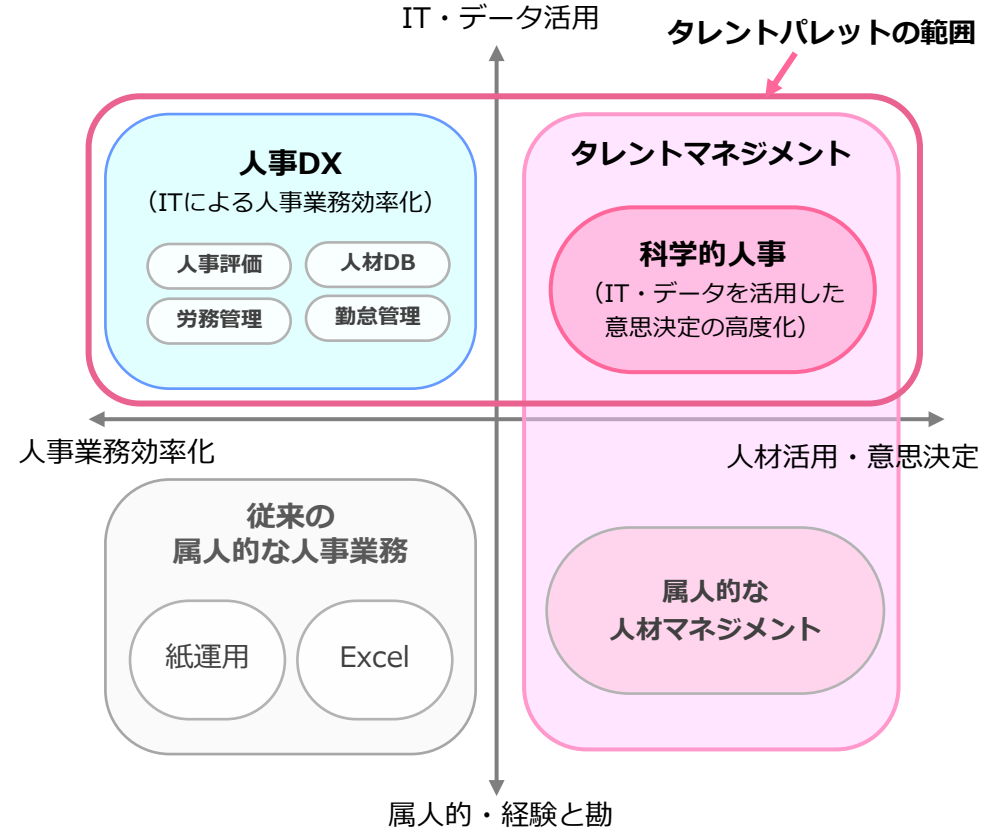 IT・データ活用
タレントパレットの範囲
人事DX
（ITによる人事業務効率化）
人事評価
人材DB
労務管理
勤怠管理
タレントマネジメント
科学的人事
（IT・データを活用した
意思決定の高度化）
人事業務効率化
人材活用・意思決定
従来の
属人的な人事業務
紙運用
Excel
属人的な
人材マネジメント
属人的・経験と勘